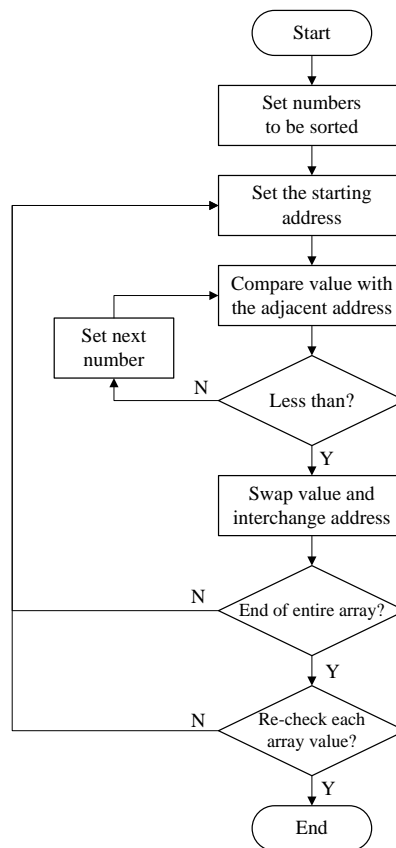 Start
Set numbers
to be sorted
Set the starting
address
Compare value with
the adjacent address
Set next
number
N
Less than?
Y
Swap value and
interchange address
N
End of entire array?
Y
N
Re-check each
array value?
Y
End